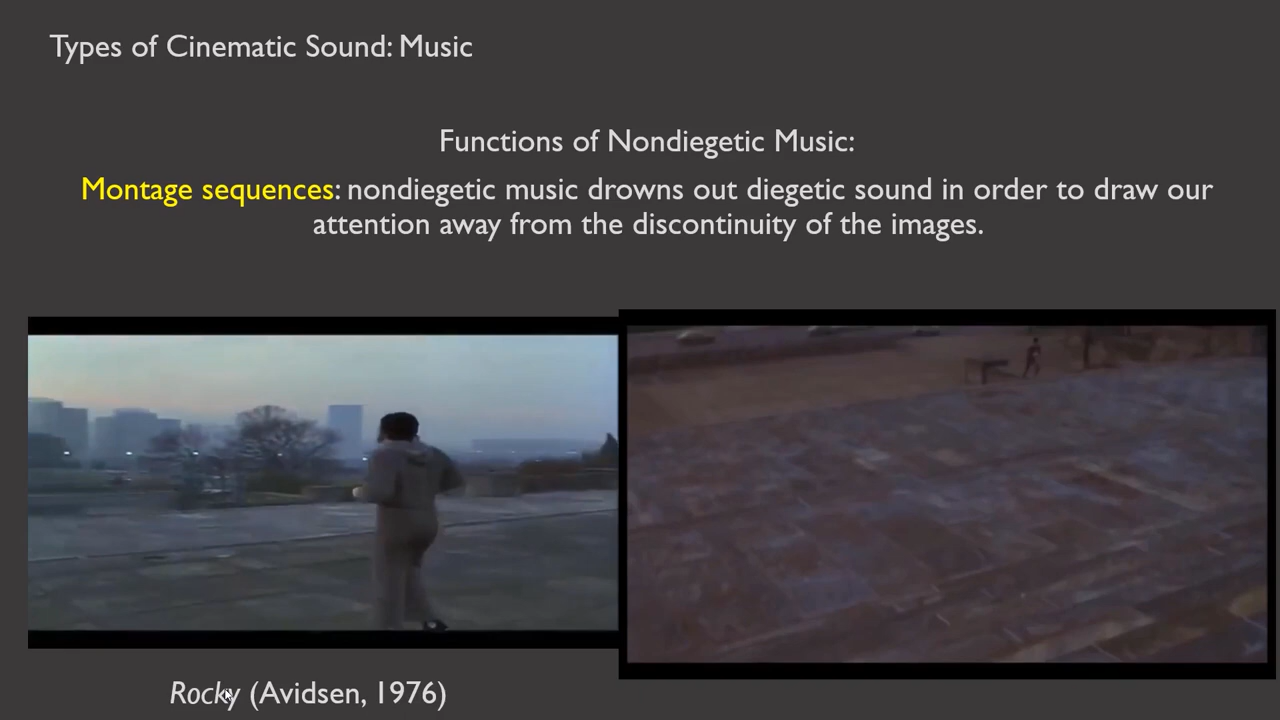 Types of Cinematic Sound: Music
Functions of Nondiegetic Music:
Montage sequences: nondiegetic music drowns out diegetic sound in order to draw our
attention away from the discontinuity of the images.
Rocky (Avidsen, 1976)